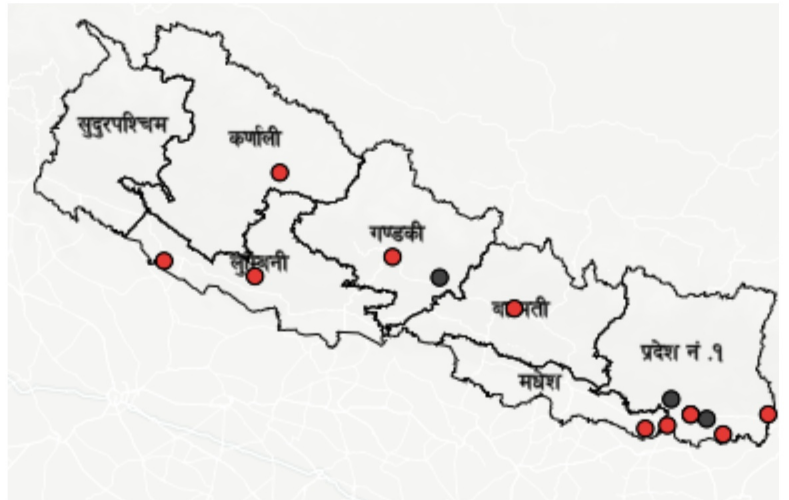 सुदुरपश्चिम
कर्णाली
गण्डकी
लुम्बिनी
प्रदेश नं .१
मधेश